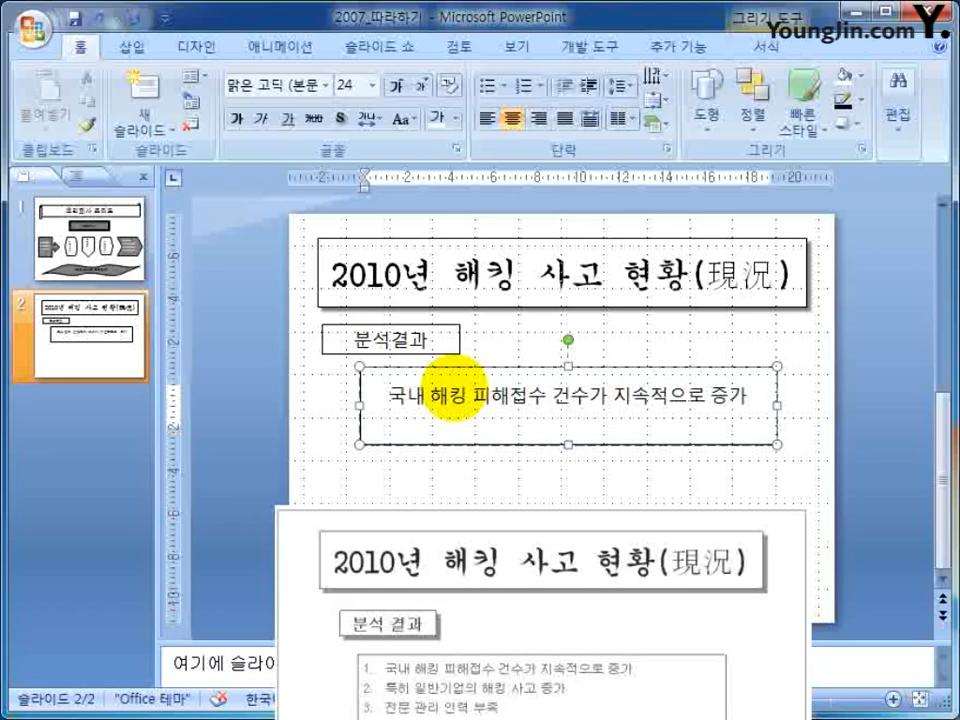 2007_따라하기 - Microsoft PowerPoint
그리기 도구
YoungJin.com Y.
홈 삽입 디자인 애니메이션 슬라이드 쇼 검토 보기 개발 도구 추가 기능 서식
맑은 고딕 (본문 24
붙여넣기 새 슬라이드 도형 정렬 빠른 스타일 편집
클립보드 슬라이드 글꼴 단락 그리기
2010년 해킹 사고 현황(現況)
분석결과
국내 해킹 피해접수 건수가 지속적으로 증가
2010년 해킹 사고 현황(現況)
분석 결과
1. 국내 해킹 피해접수 건수가 지속적으로 증가
2. 특히 일반기업의 해킹 사고 증가
3. 전문 관리 인력 부족
여기에 슬라이
슬라이드 2/2 "Office 테마" 한국